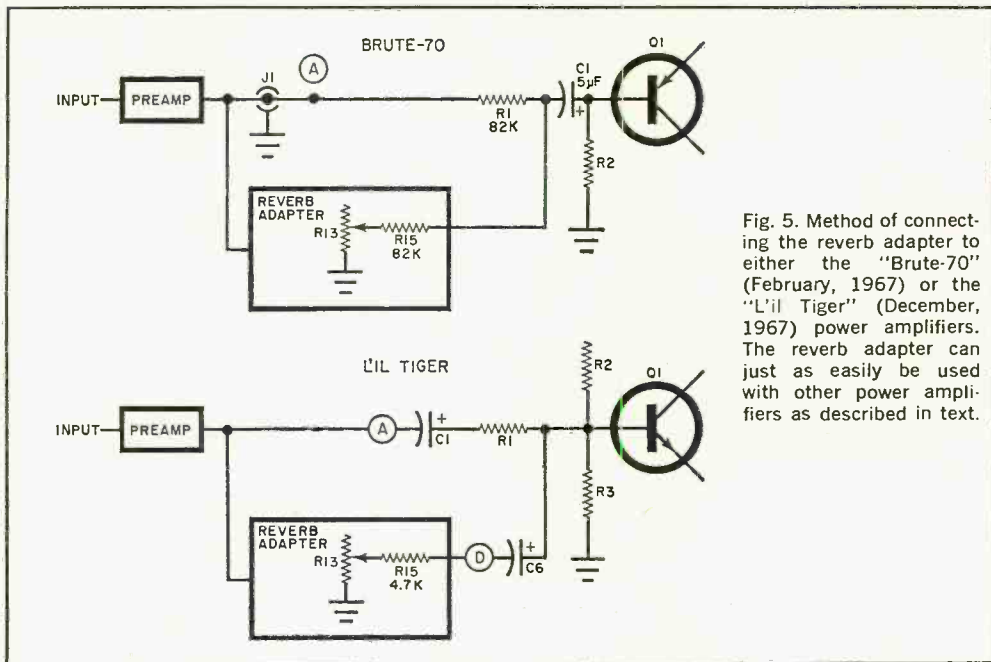 BRUTE-70
INPUT
PREAMP
J1
A
R1
82K
C1
5µF
+
Q1
R2
REVERB
ADAPTER
R13
R15
82K
L'IL TIGER
INPUT
PREAMP
A
+
C1
R1
R2
Q1
R3
REVERB
ADAPTER
R13
R15
4.7K
D
+
C6
Fig. 5. Method of connect-
ing the reverb adapter to
either the "Brute-70"
(February, 1967) or the
"L'il Tiger" (December,
1967) power amplifiers.
The reverb adapter can
just as easily be used
with other power ampli-
fiers as described in text.